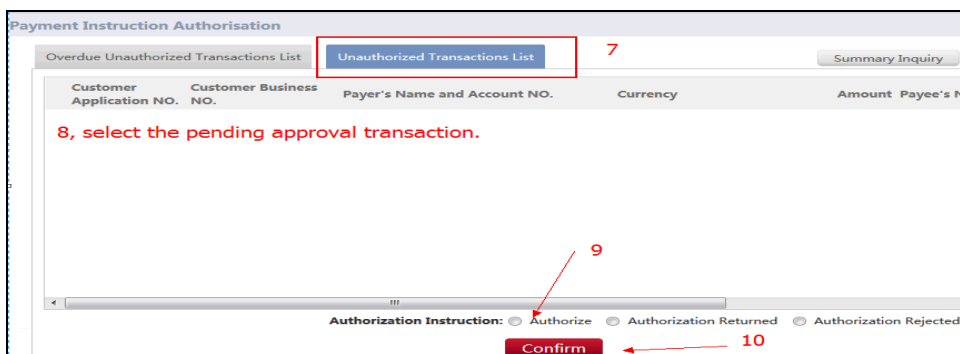 Payment Instruction Authorisation
Overdue Unauthorized Transactions List
Unauthorized Transactions List
7
Summary Inquiry
Customer Application NO.
Customer Business NO.
Payer's Name and Account NO.
Currency
Amount
Payee's
8, select the pending approval transaction.
9
Authorization Instruction: Authorize Authorization Returned Authorization Rejected
Confirm
10